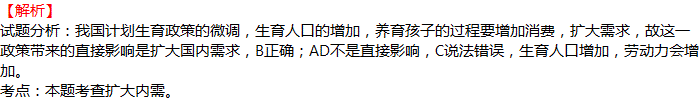 【解析】
试题分析：我国计划生育政策的微调，生育人口的增加，养育孩子的过程要增加消费，扩大需求，故这一
政策带来的直接影响是扩大国内需求，B正确；AD不是直接影响，C说法错误，生育人口增加，劳动力会增
加。
考点：本题考查扩大内需。